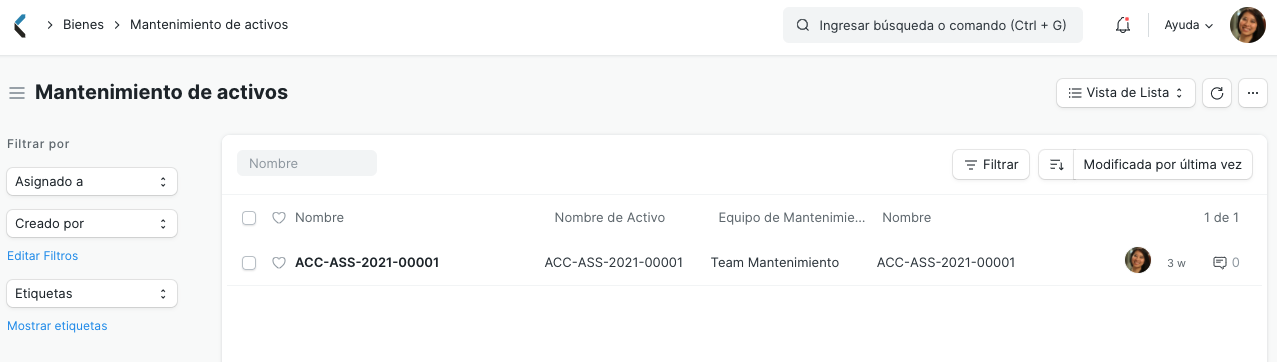 Bienes
Mantenimiento de activos
Ingresar búsqueda o comando (Ctrl + G)
Ayuda
Mantenimiento de activos
Vista de Lista
Filtrar por
Asignado a
Creado por
Editar Filtros
Etiquetas
Mostrar etiquetas
Nombre
Filtrar
Modificada por última vez
Nombre Nombre de Activo Equipo de Mantenimie... Nombre 1 de 1
ACC-ASS-2021-00001 ACC-ASS-2021-00001 Team Mantenimiento ACC-ASS-2021-00001 3 w 0